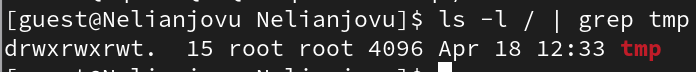 [guest@Nelianjovu Nelianjovu]$ ls -l / | grep tmp
drwxrwxrwt.  15 root root 4096 Apr 18 12:33 tmp